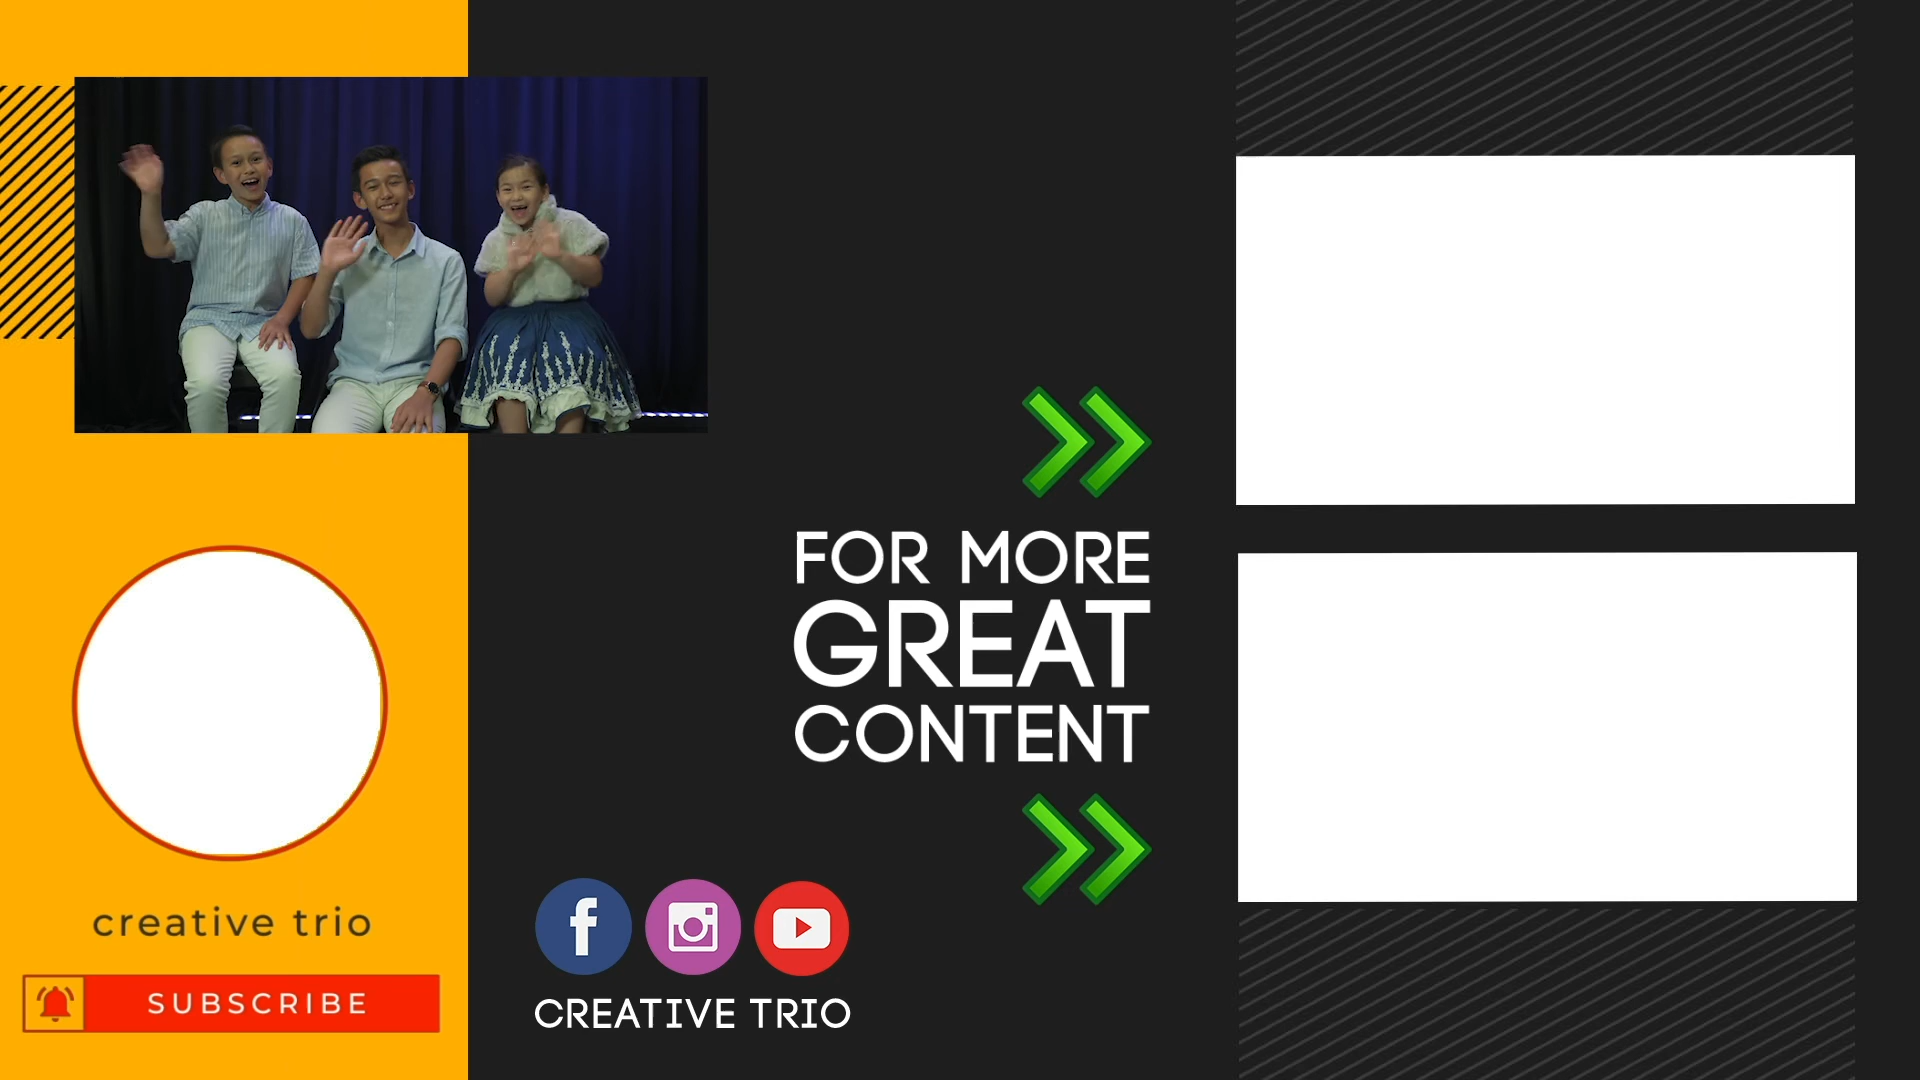 FOR MORE
GREAT
CONTENT
creative trio
SUBSCRIBE
CREATIVE TRIO